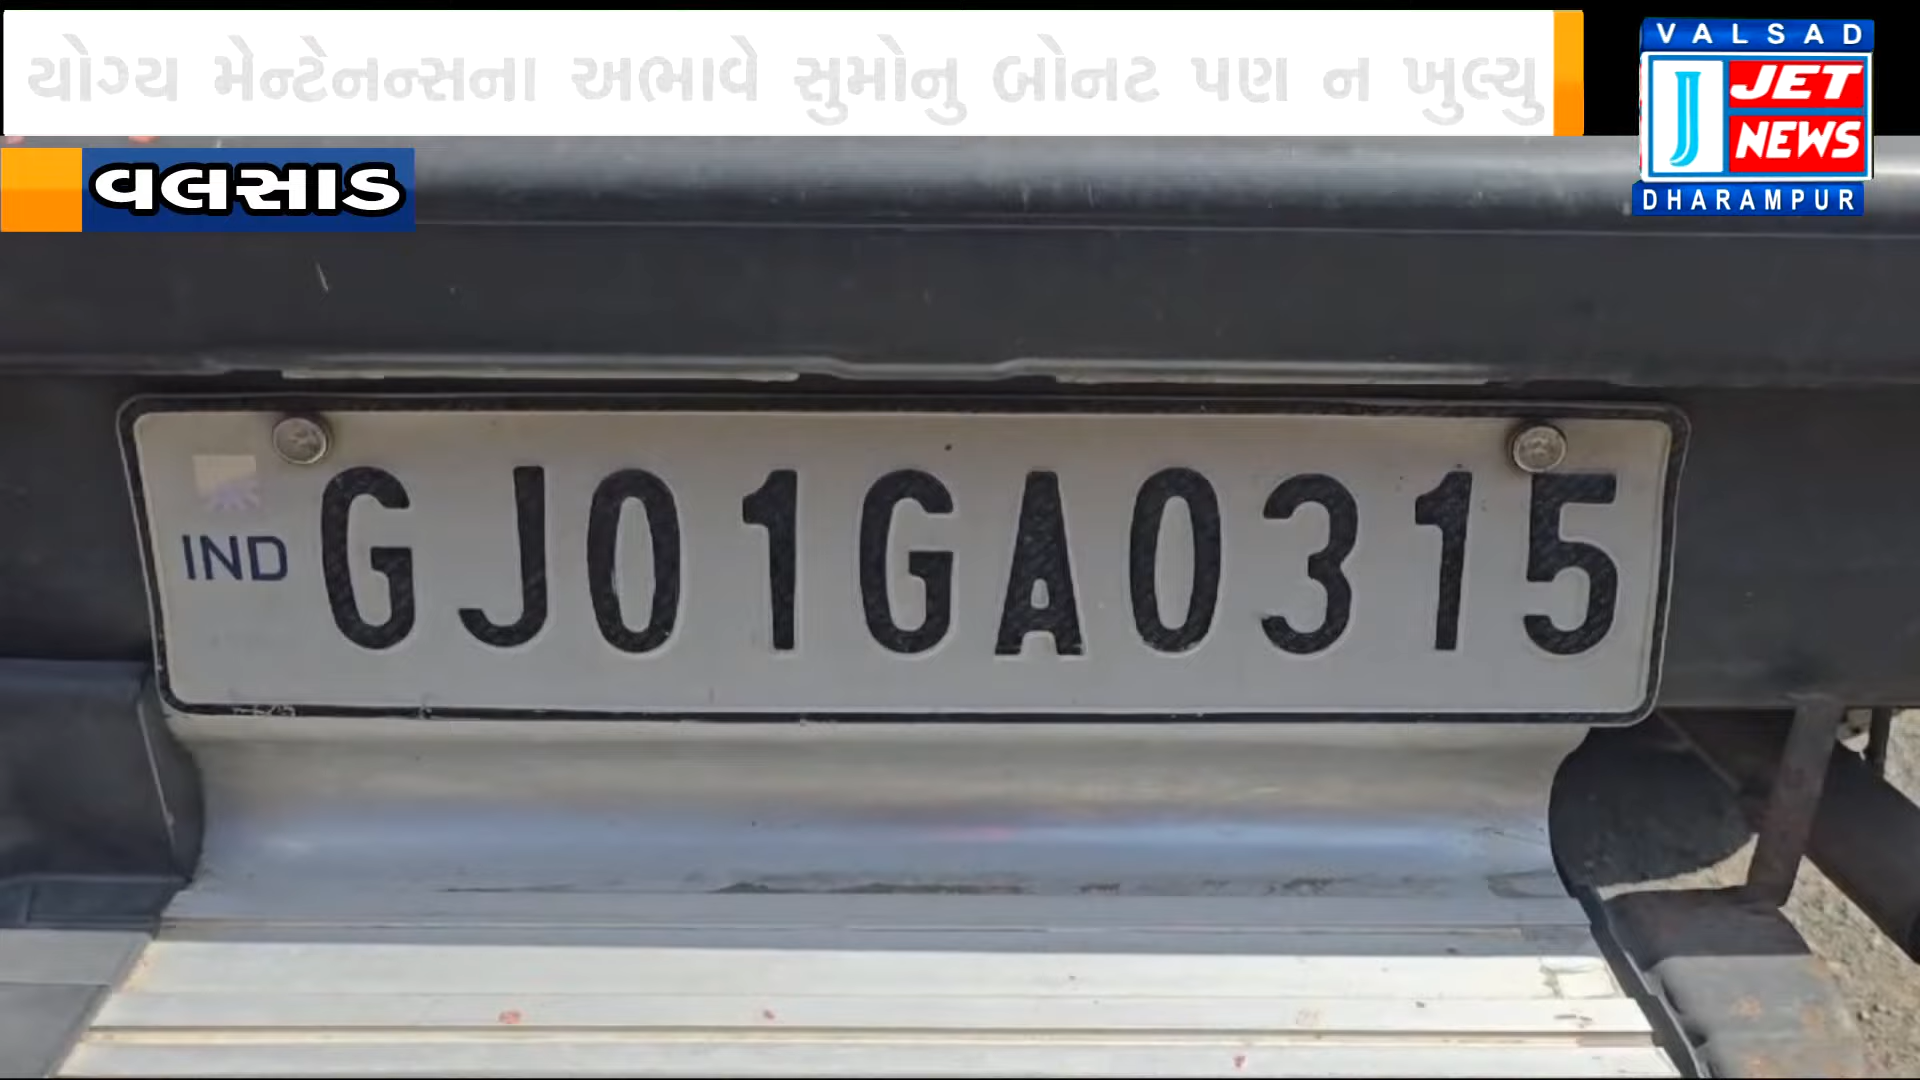 યોગ્ય મેન્ટેનન્સના અભાવે સુમોનુ બોનટ પણ ન ખુલ્યુ
VALSAD
J JET
NEWS
DHARAMPUR
વલસાડ
IND GJ01GA0315